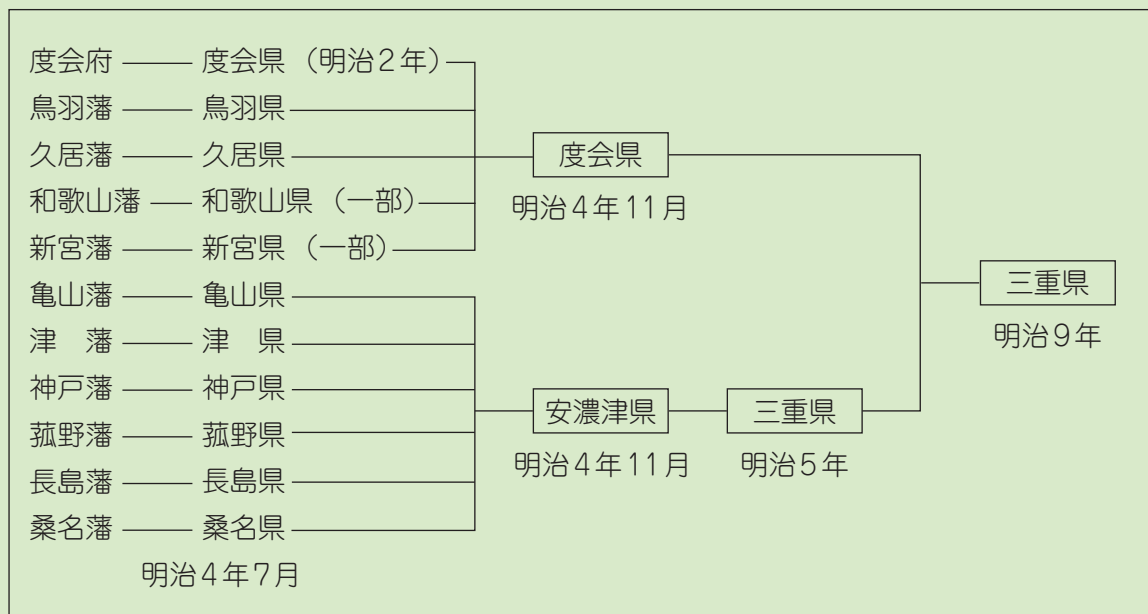 度会府 度会県（明治２年）
鳥羽藩 鳥羽県
久居藩 久居県
和歌山藩 和歌山県（一部）
新宮藩 新宮県（一部）
亀山藩 亀山県
津　藩 津　県
神戸藩 神戸県
菰野藩 菰野県
長島藩 長島県
桑名藩 桑名県
明治４年７月
度会県
明治４年11月
安濃津県
明治４年11月
三重県
明治５年
三重県
明治９年